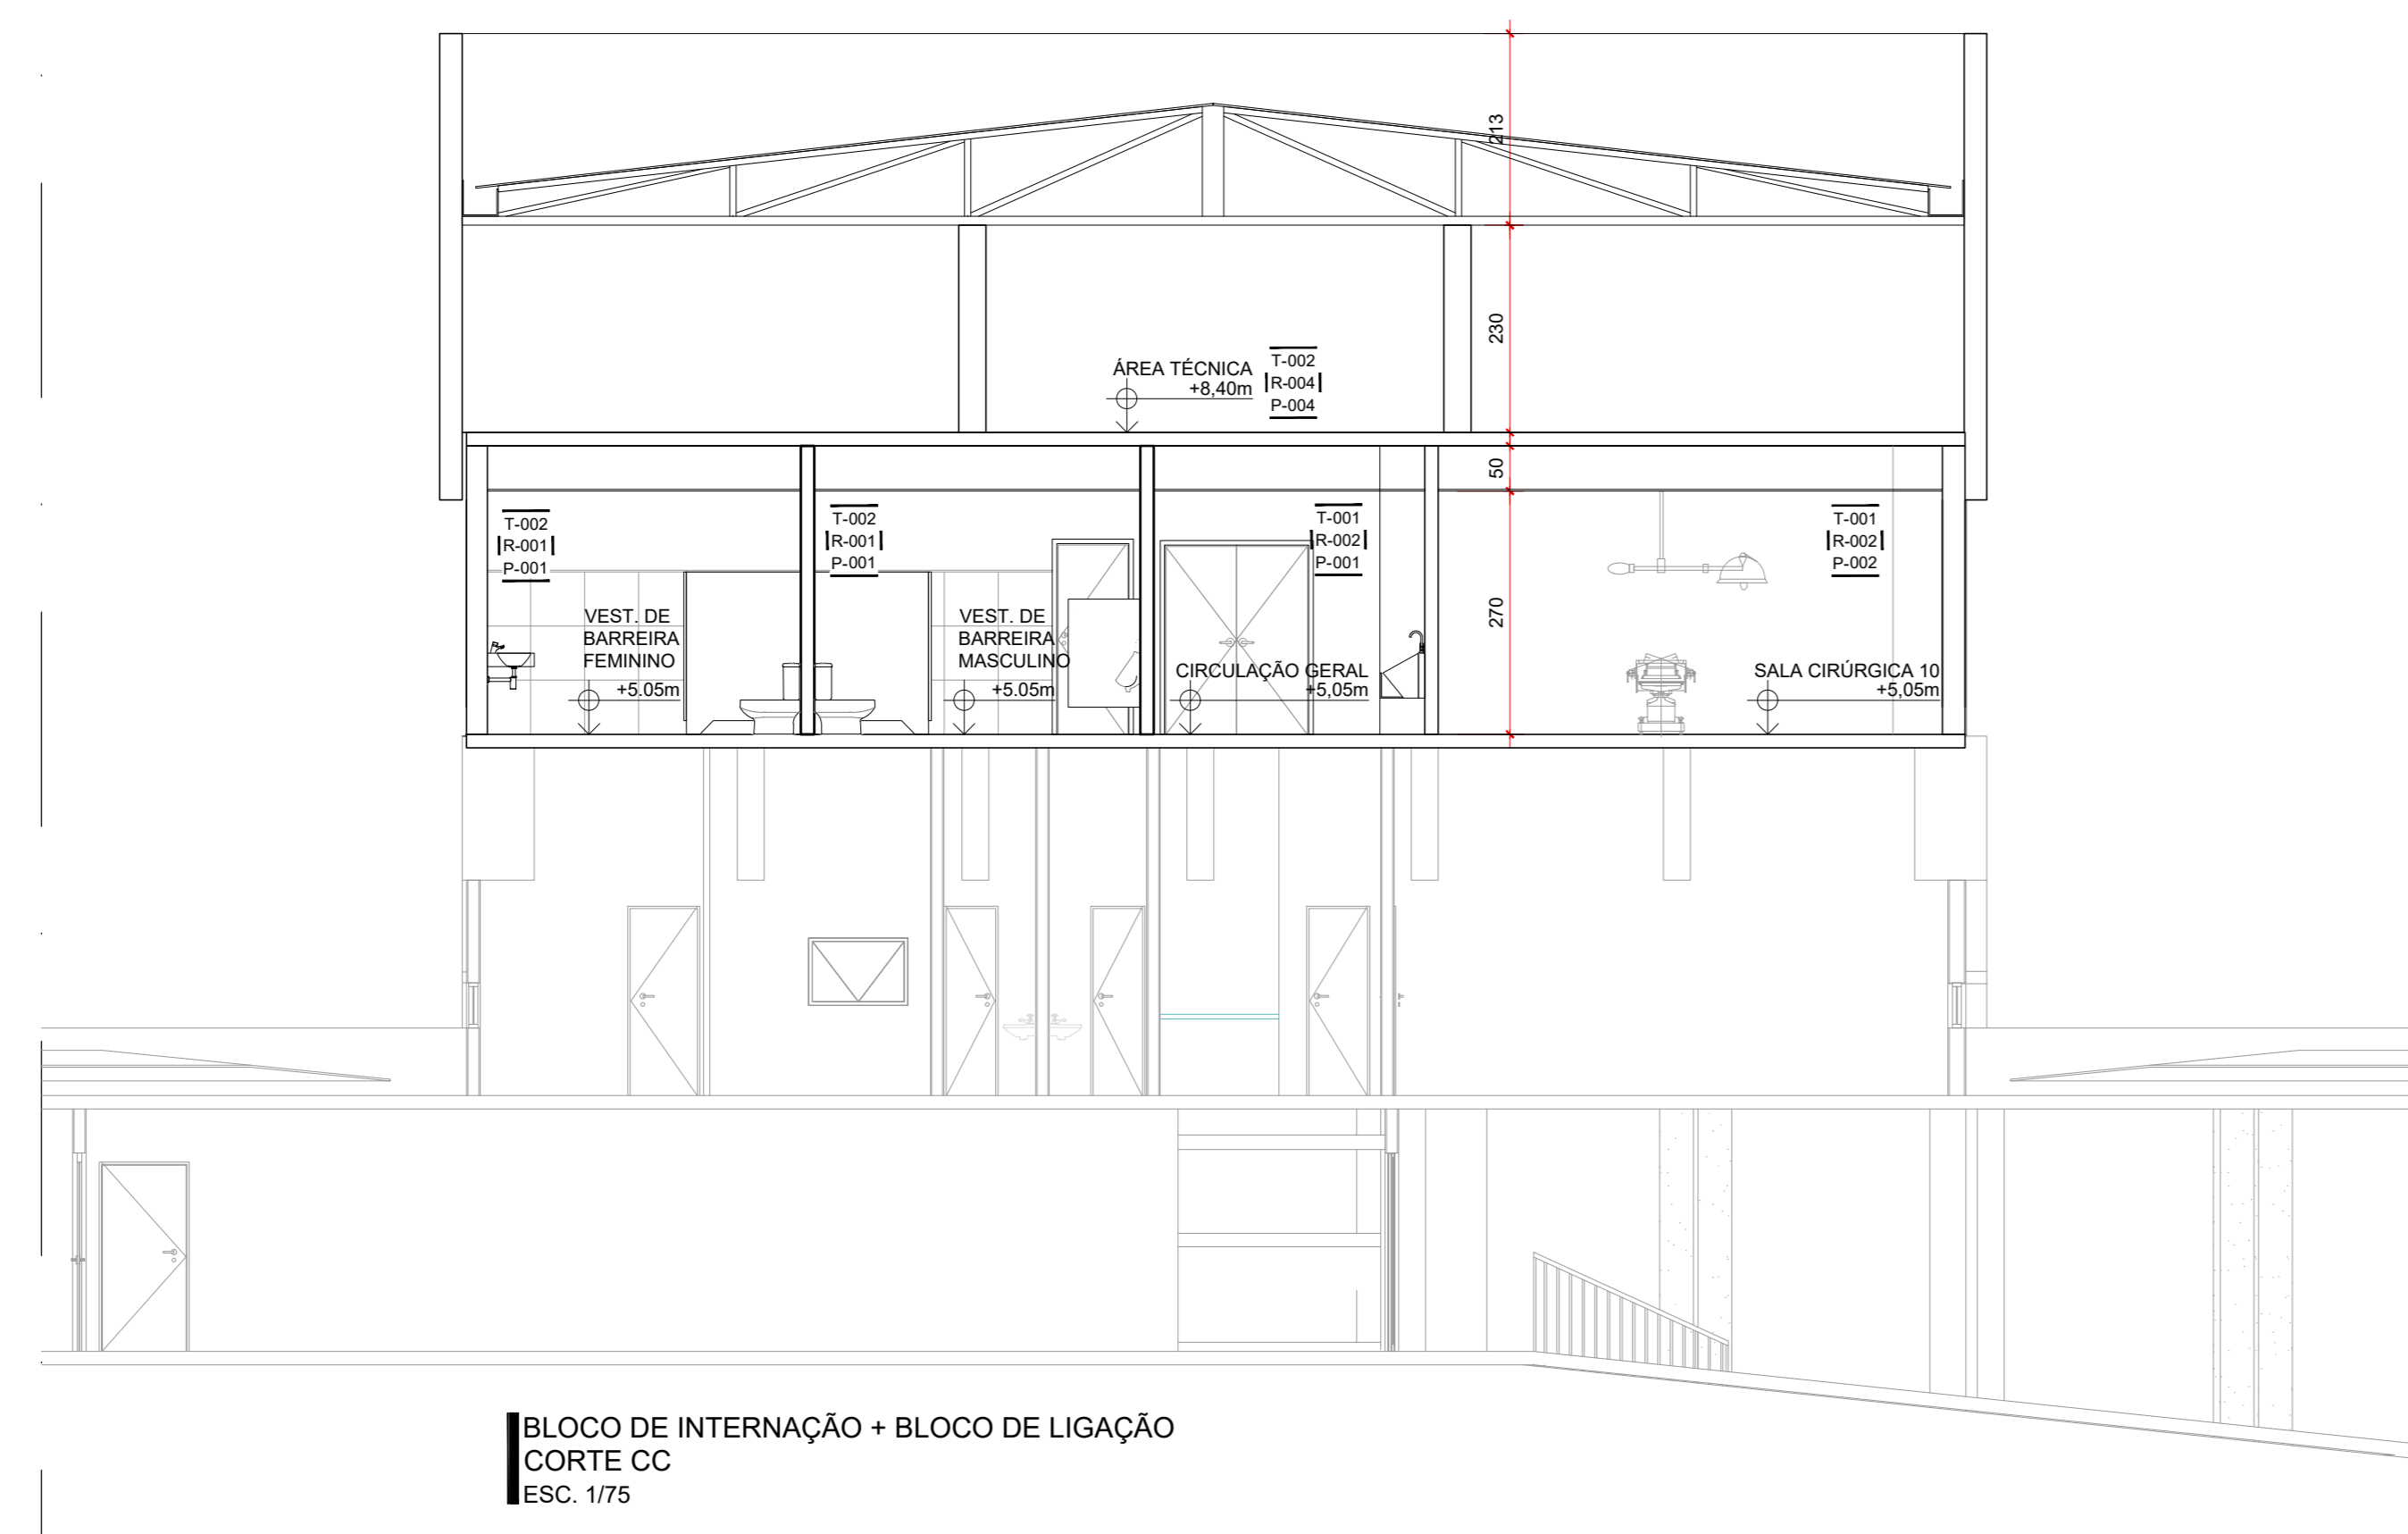 213
230
ÁREA TÉCNICA
+8,40m
T-002
R-004
P-004
50
T-002
R-001
P-001
T-002
R-001
P-001
T-001
R-002
P-001
T-001
R-002
P-002
270
VEST. DE
BARREIRA
FEMININO
+5.05m
VEST. DE
BARREIRA
MASCULINO
+5.05m
CIRCULAÇÃO GERAL
+5,05m
SALA CIRÚRGICA 10
+5,05m
BLOCO DE INTERNAÇÃO + BLOCO DE LIGAÇÃO
CORTE CC
ESC. 1/75